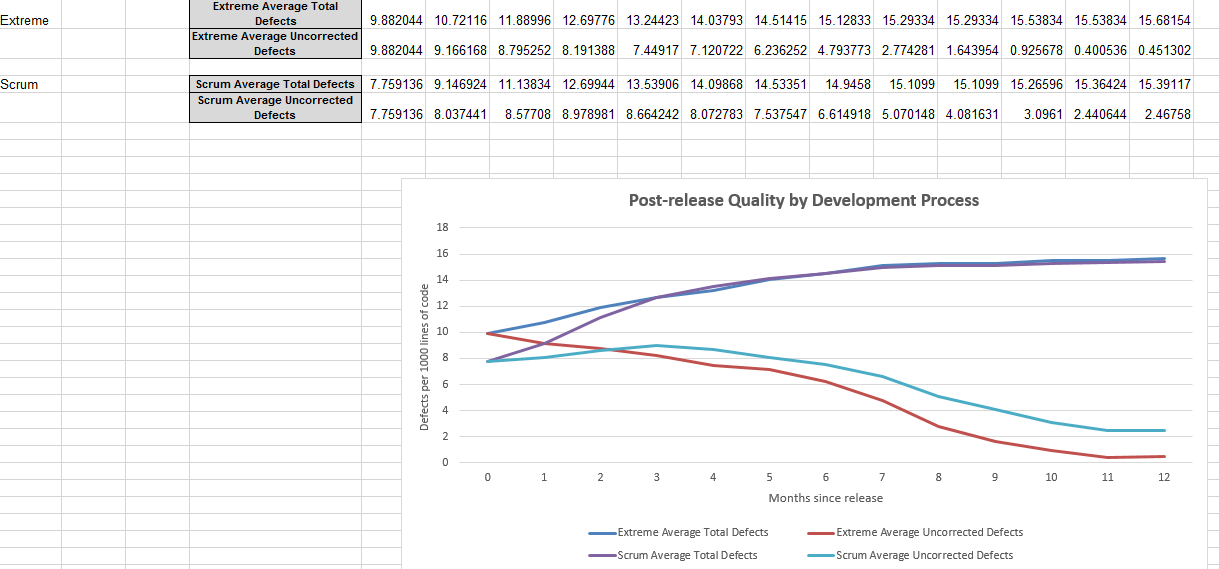 Extreme Average Total
Extreme Defects 9.882044 10.72116 11.88996 12.69776 13.24423 14.03793 14.51415 15.12833 15.29334 15.29334 15.53834 15.53834 15.68154
Extreme Average Uncorrected
Defects 9.882044 9.166168 8.795252 8.191388 7.44917 7.120722 6.236252 4.793773 2.774281 1.643954 0.925678 0.400536 0.451302
Scrum Scrum Average Total Defects 7.759136 9.146924 11.13834 12.69944 13.53906 14.09868 14.53351 14.9458 15.1099 15.1099 15.26596 15.36424 15.39117
Scrum Average Uncorrected
Defects 7.759136 8.037441 8.57708 8.978981 8.664242 8.072783 7.537547 6.614918 5.070148 4.081631 3.0961 2.440644 2.46758
Post-release Quality by Development Process
18
16
14
12
10
8
6
4
2
0
Defects per 1000 lines of code
0 1 2 3 4 5 6 7 8 9 10 11 12
Months since release
Extreme Average Total Defects Extreme Average Uncorrected Defects
Scrum Average Total Defects Scrum Average Uncorrected Defects